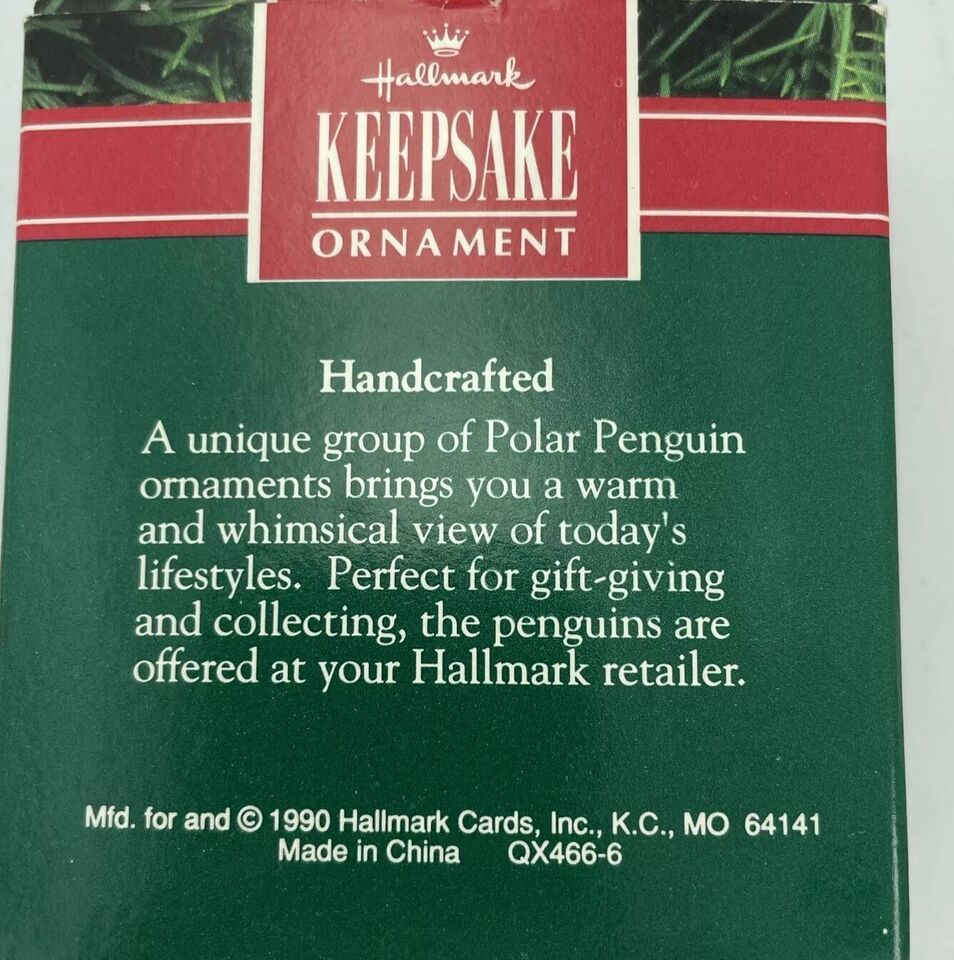 Hallmark
KEEPSAKE
ORNAMENT
Handcrafted
A unique group of Polar Penguin
ornaments brings you a warm
and whimsical view of today's
lifestyles. Perfect for gift-giving
and collecting, the penguins are
offered at your Hallmark retailer.
Mfd. for and © 1990 Hallmark Cards, Inc., K.C., MO 64141
Made in China QX466-6